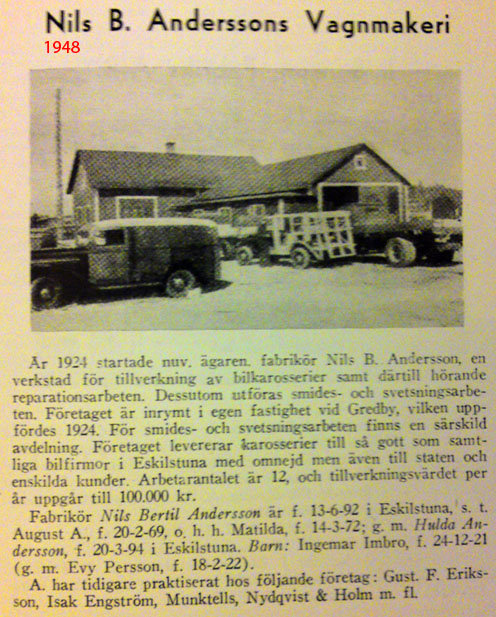 Nils B. Anderssons Vagnmakeri
1948
År 1924 startade nuv. ägaren, fabrikör Nils B. Andersson, en
verkstad för tillverkning av bilkarosserier samt därtill hörande
reparationsarbeten. Dessutom utföras smides- och svetsningsarbe-
ten. Företaget är inrymt i egen fastighet vid Gredby, vilken upp-
fördes 1924. För smides- och svetsningsarbeten finns en särskild
avdelning. Företaget levererar karosserier till så gott som samt-
liga bilfirmor i Eskilstuna med omnejd men även till staten och
enskilda kunder. Arbetarantalet är 12, och tillverkningsvärdet per
år uppgår till 100.000 kr.
Fabrikör Nils Bertil Andersson är f. 13-6-92 i Eskilstuna, s. t.
August A., f. 20-2-69, o. h. h. Matilda, f. 14-3-72; g. m. Hulda An-
dersson, f. 20-3-94 i Eskilstuna. Barn: Ingemar Imbro, f. 24-12-21
(g. m. Evy Persson, f. 18-2-22).
A. har tidigare praktiserat hos följande företag: Gust. F. Eriks-
son, Isak Engström, Munktells, Nydqvist & Holm m. fl.